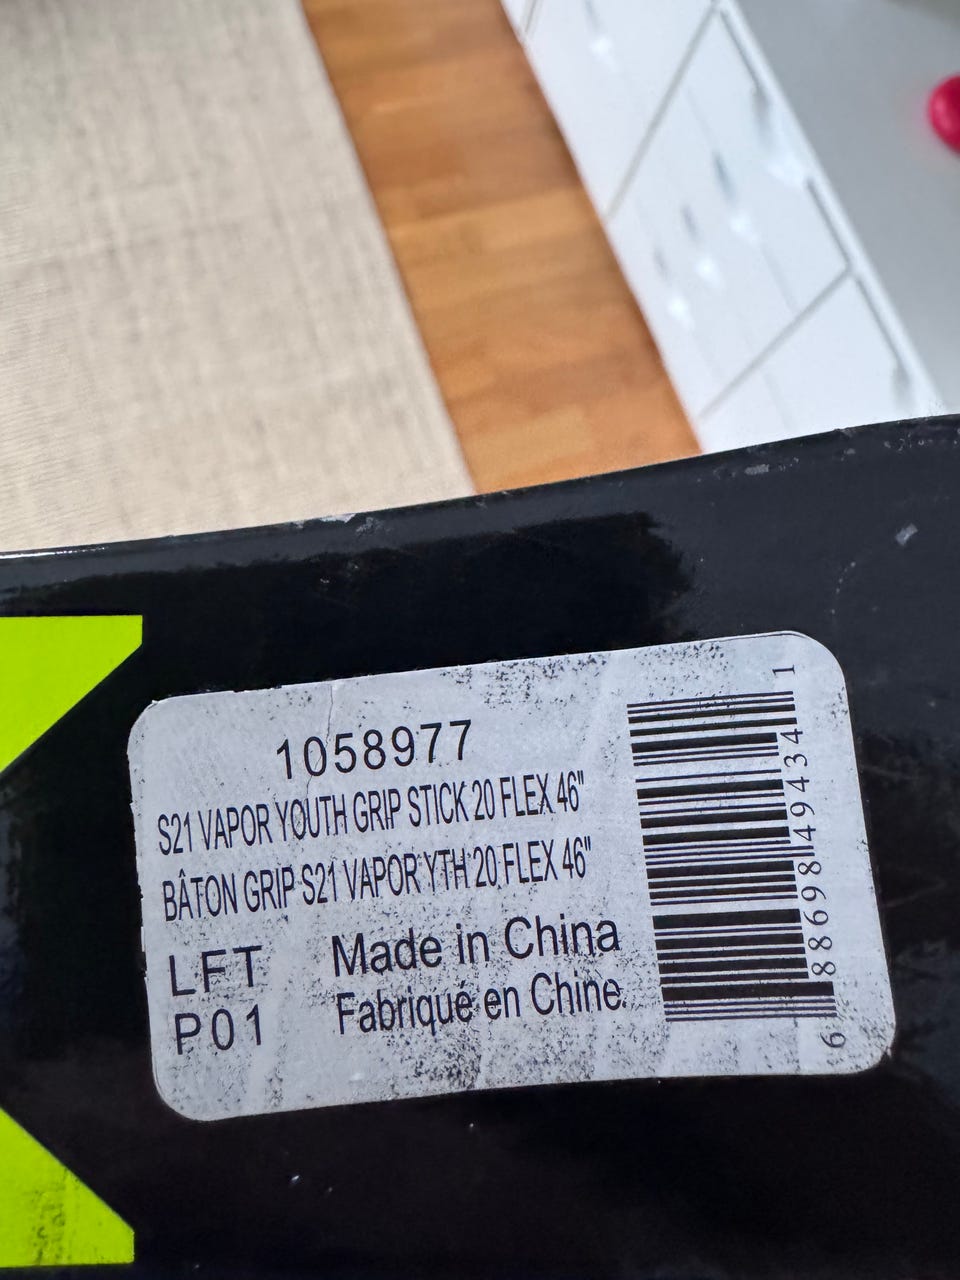 1058977
S21 VAPOR YOUTH GRIP STICK 20 FLEX 46"
BÂTON GRIP S21 VAPOR YTH 20 FLEX 46"
LFT
P01
Made in China
Fabriqué en Chine.
6 88698 49434 1